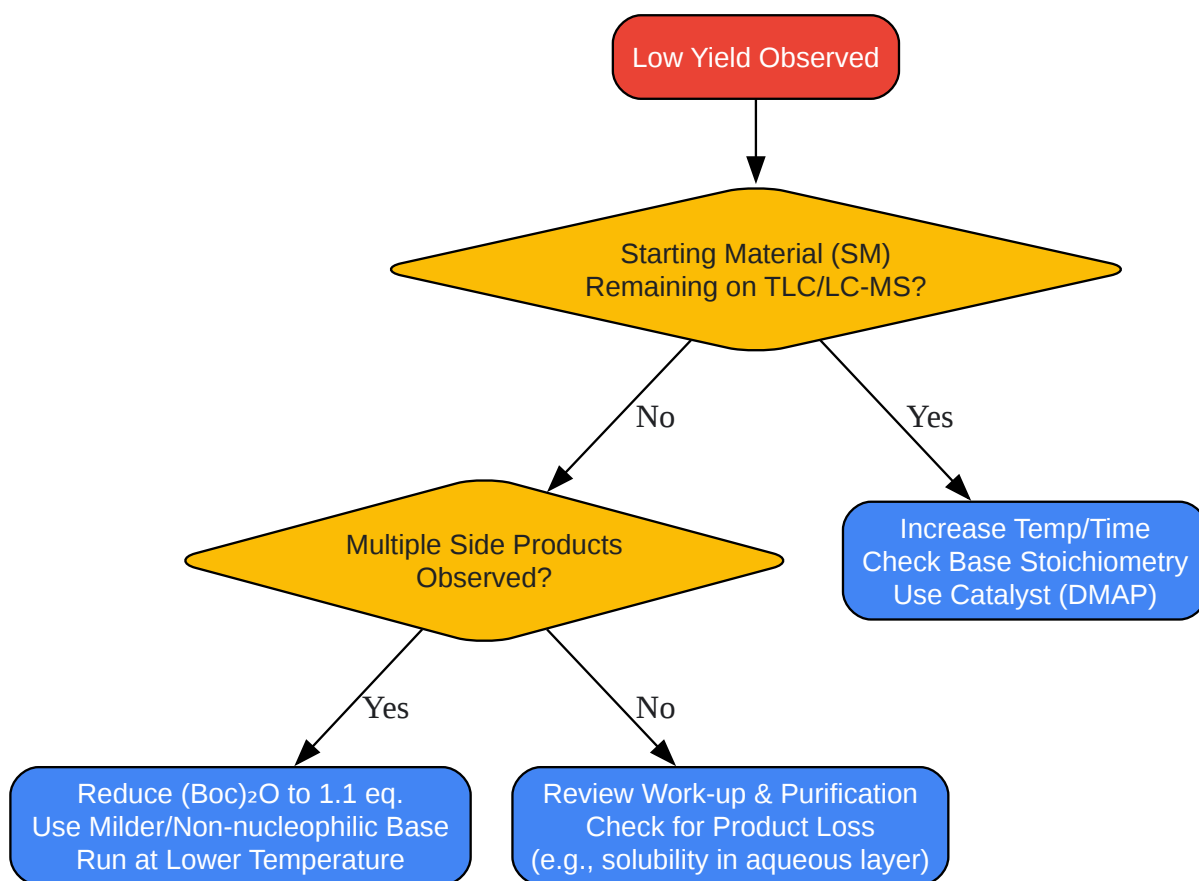 Low Yield Observed
Starting Material (SM)
Remaining on TLC/LC-MS?
No
Yes
Multiple Side Products
Observed?
Increase Temp/Time
Check Base Stoichiometry
Use Catalyst (DMAP)
Yes
No
Reduce (Boc)₂O to 1.1 eq.
Use Milder/Non-nucleophilic Base
Run at Lower Temperature
Review Work-up & Purification
Check for Product Loss
(e.g., solubility in aqueous layer)